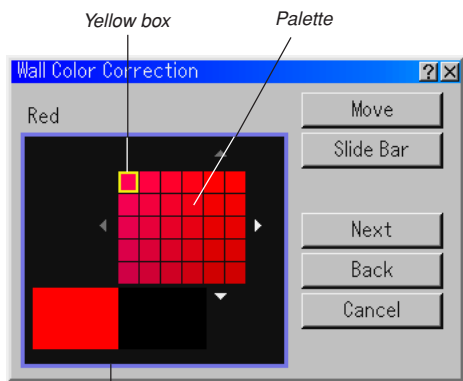 Yellow box
Palette
Wall Color Correction
Red
Move
Slide Bar
Next
Back
Cancel